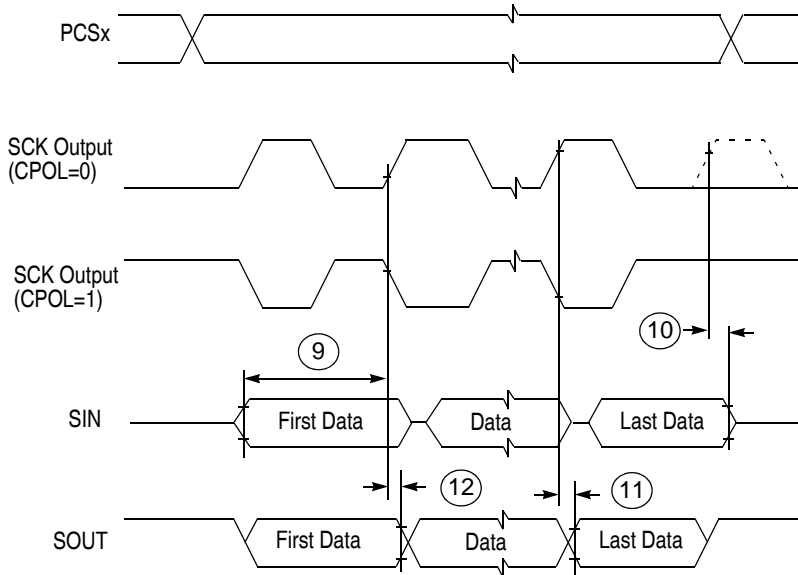 PCSx
SCK Output
(CPOL=0)
SCK Output
(CPOL=1)
9
10
SIN
First Data
Data
Last Data
12
11
SOUT
First Data
Data
Last Data